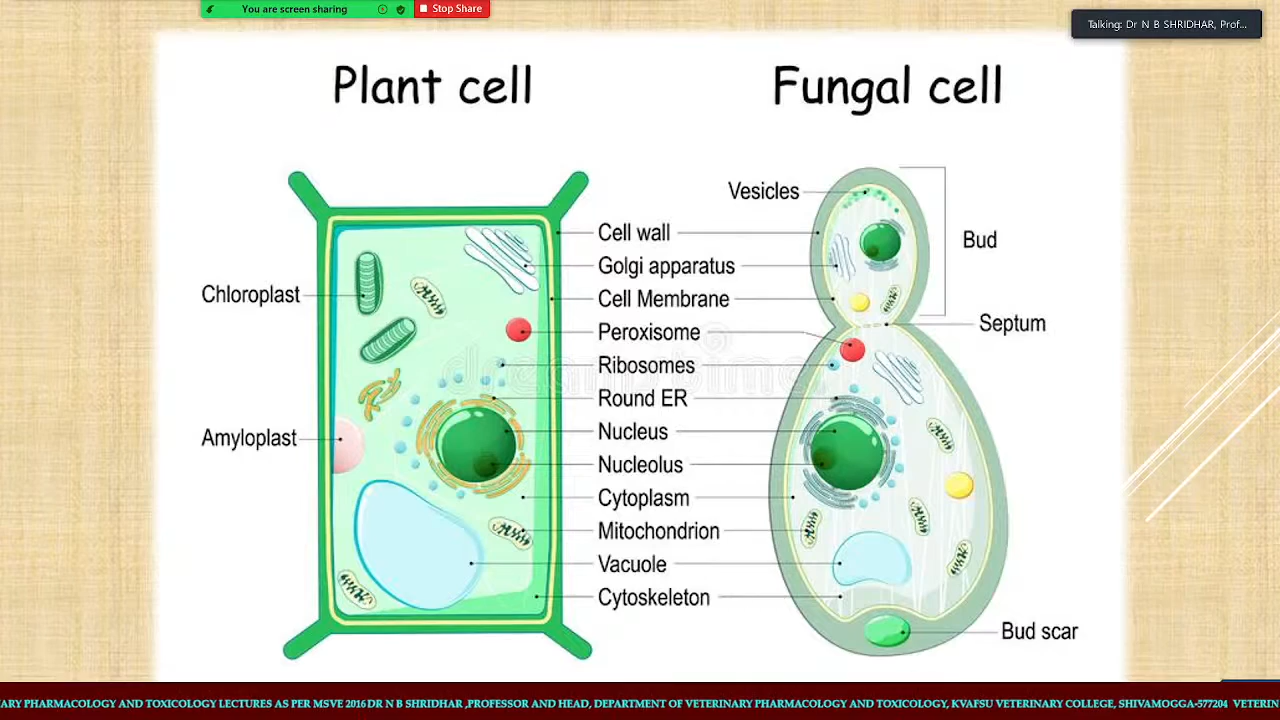 You are screen sharing
Stop Share
Talking: Dr N B SHRIDHAR, Prof...
Plant cell
Fungal cell
Vesicles
Cell wall
Bud
Golgi apparatus
Chloroplast
Cell Membrane
Septum
Peroxisome
Ribosomes
Round ER
Nucleus
Amyloplast
Nucleolus
Cytoplasm
Mitochondrion
Vacuole
Cytoskeleton
Bud scar
dreamstime
ARY PHARMACOLOGY AND TOXICOLOGY LECTURES AS PER MSVE 2016 DR N B SHRIDHAR ,PROFESSOR AND HEAD, DEPARTMENT OF VETERINARY PHARMACOLOGY AND TOXICOLOGY, KVAFSU VETERINARY COLLEGE, SHIVAMOGGA-577204 VETERIN